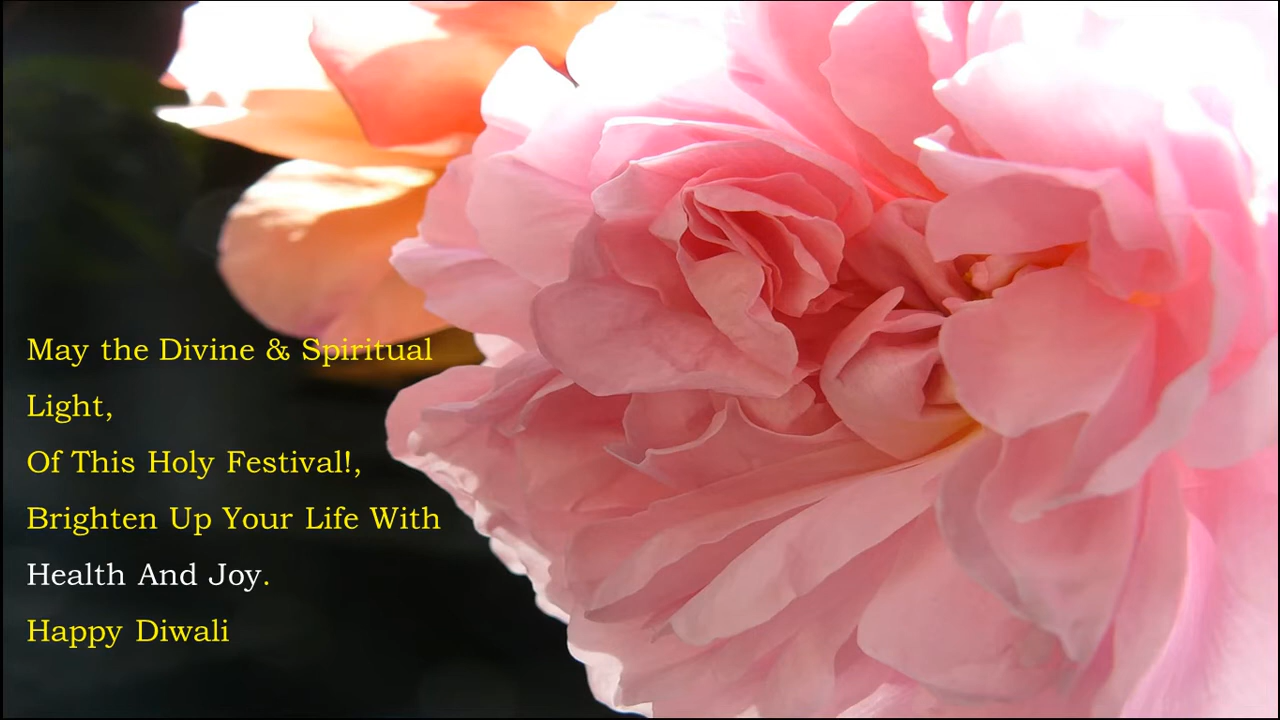 May the Divine & Spiritual
Light,
Of This Holy Festival!,
Brighten Up Your Life With
Health And Joy.
Happy Diwali